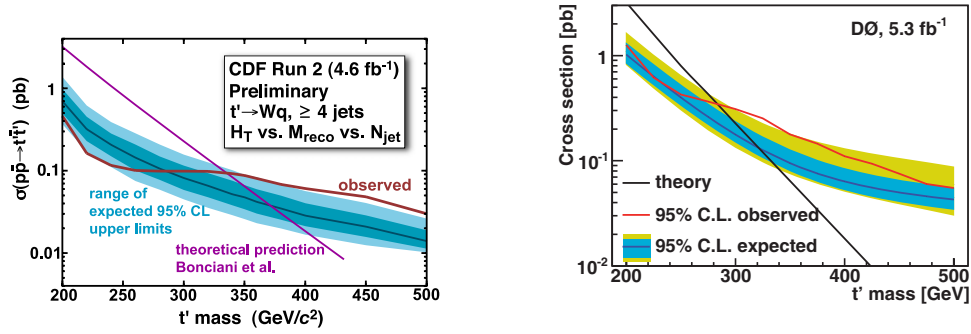 σ(pp̄→t't̄') (pb)
1
0.1
0.01
CDF Run 2 (4.6 fb⁻¹)
Preliminary
t'→Wq, ≥ 4 jets
H_T vs. M_reco vs. N_jet
observed
range of
expected 95% CL
upper limits
theoretical prediction
Bonciani et al.
200 250 300 350 400 450 500
t' mass (GeV/c²)
Cross section [pb]
1
10⁻¹
10⁻²
DØ, 5.3 fb⁻¹
theory
95% C.L. observed
95% C.L. expected
200 300 400 500
t' mass [GeV]